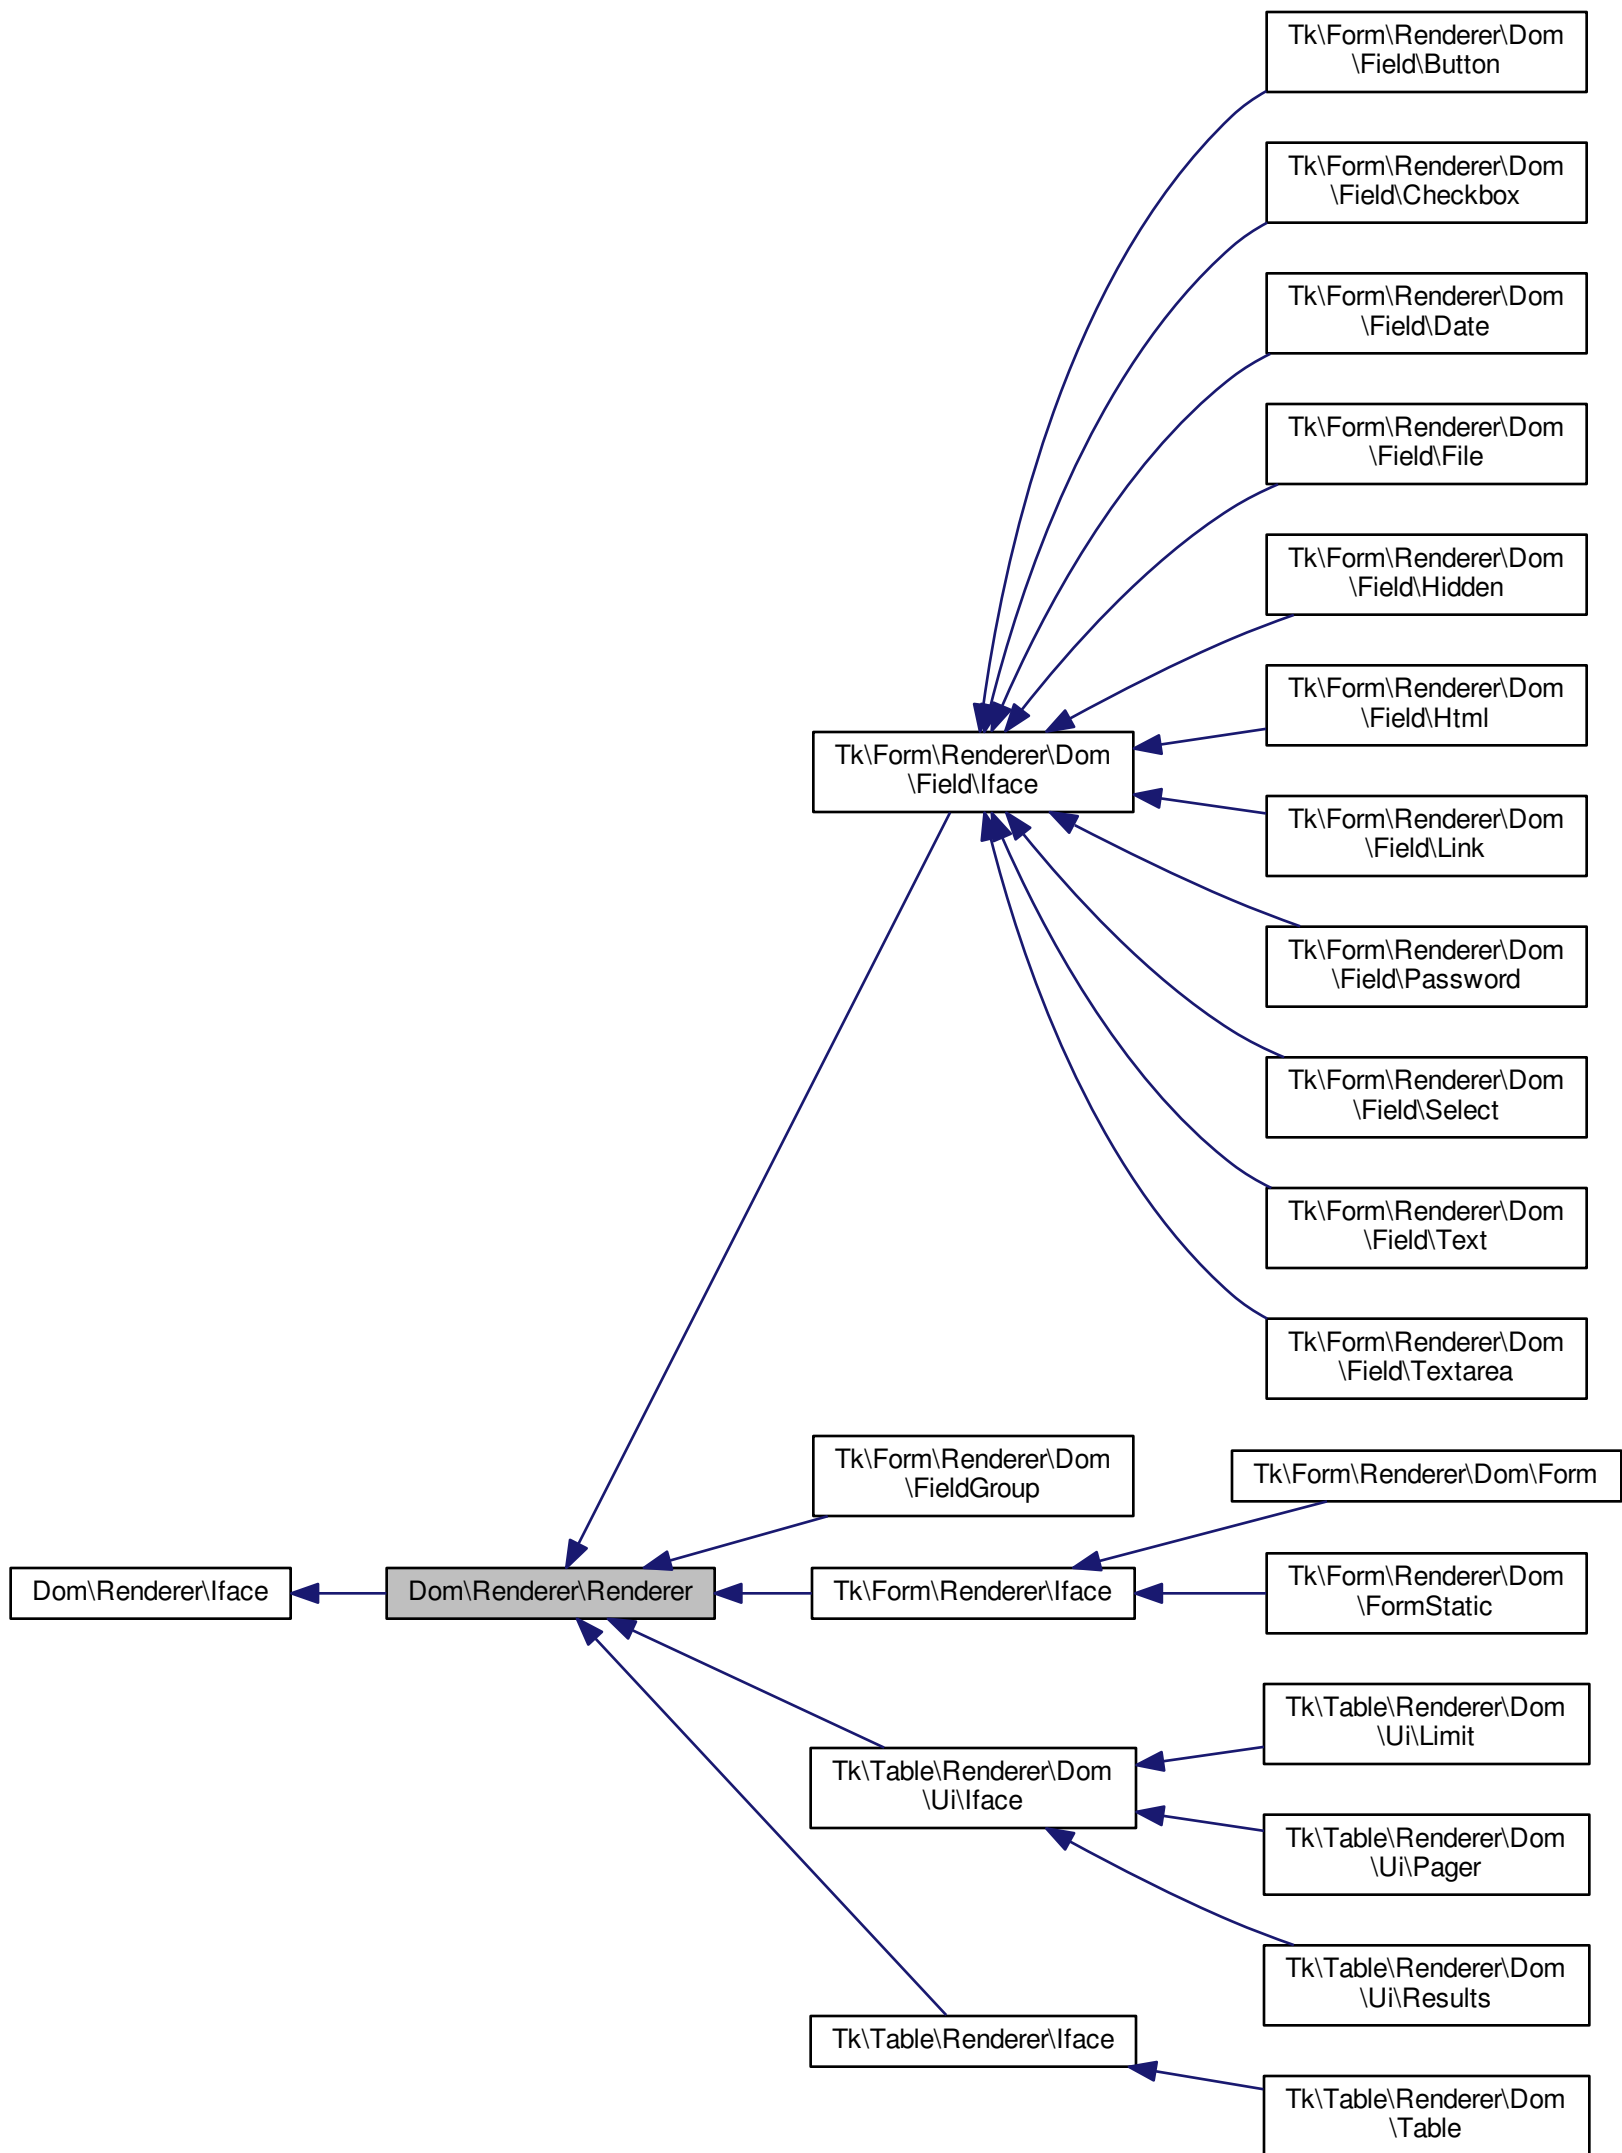 Tk\Form\Renderer\Dom
\Field\Button
Tk\Form\Renderer\Dom
\Field\Checkbox
Tk\Form\Renderer\Dom
\Field\Date
Tk\Form\Renderer\Dom
\Field\File
Tk\Form\Renderer\Dom
\Field\Hidden
Tk\Form\Renderer\Dom
\Field\Html
Tk\Form\Renderer\Dom
\Field\Iface
Tk\Form\Renderer\Dom
\Field\Link
Tk\Form\Renderer\Dom
\Field\Password
Tk\Form\Renderer\Dom
\Field\Select
Tk\Form\Renderer\Dom
\Field\Text
Tk\Form\Renderer\Dom
\Field\Textarea
Tk\Form\Renderer\Dom
\FieldGroup
Tk\Form\Renderer\Dom\Form
Dom\Renderer\Iface
Dom\Renderer\Renderer
Tk\Form\Renderer\Iface
Tk\Form\Renderer\Dom
\FormStatic
Tk\Table\Renderer\Dom
\Ui\Limit
Tk\Table\Renderer\Dom
\Ui\Iface
Tk\Table\Renderer\Dom
\Ui\Pager
Tk\Table\Renderer\Dom
\Ui\Results
Tk\Table\Renderer\Iface
Tk\Table\Renderer\Dom
\Table